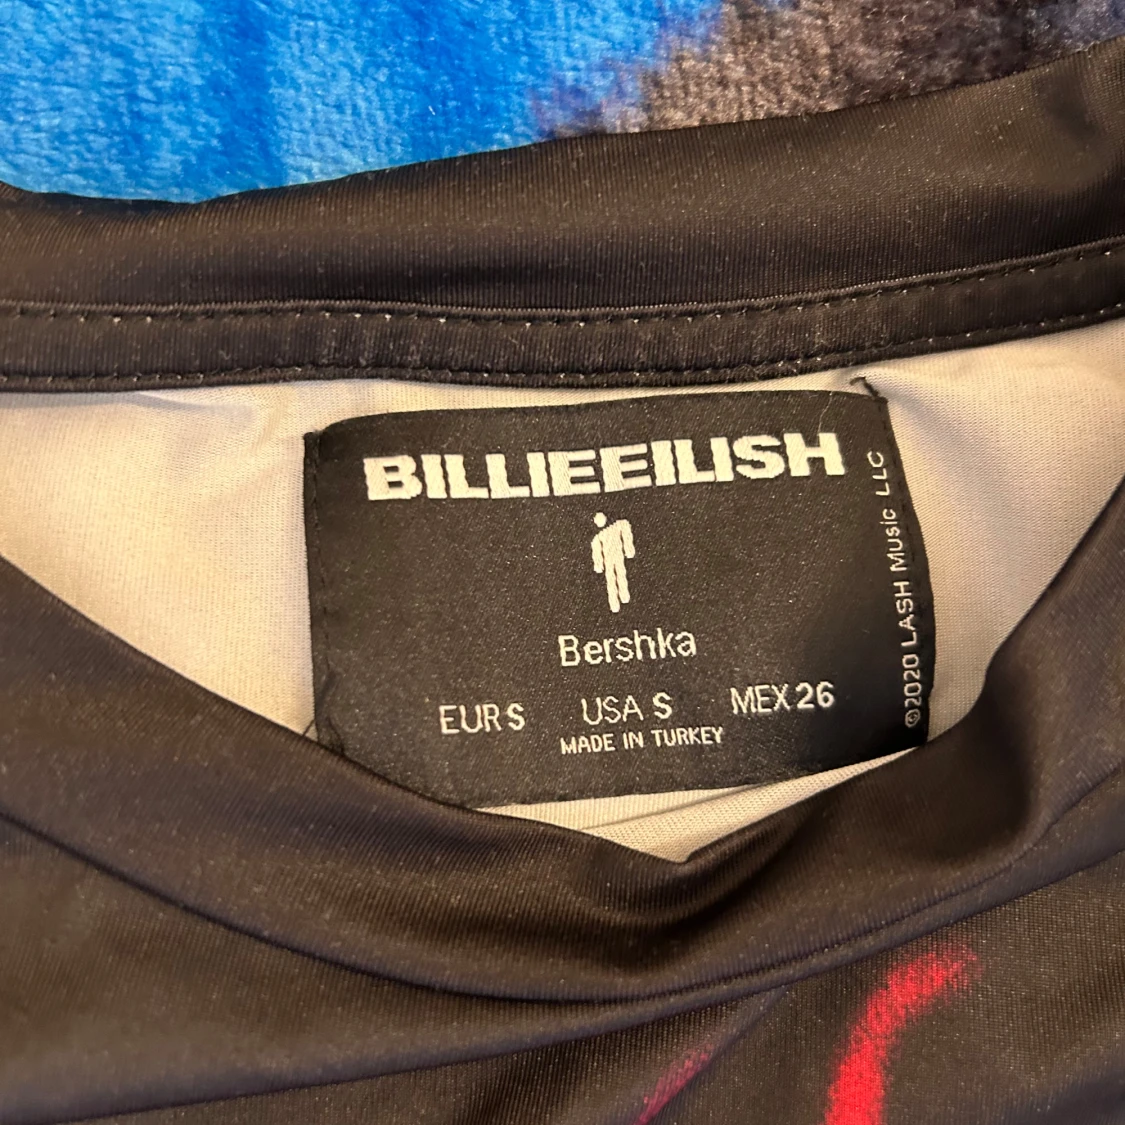 BILLIEEILISH
Bershka
EUR S USA S MEX 26
MADE IN TURKEY
©2020 LASH Music LLC